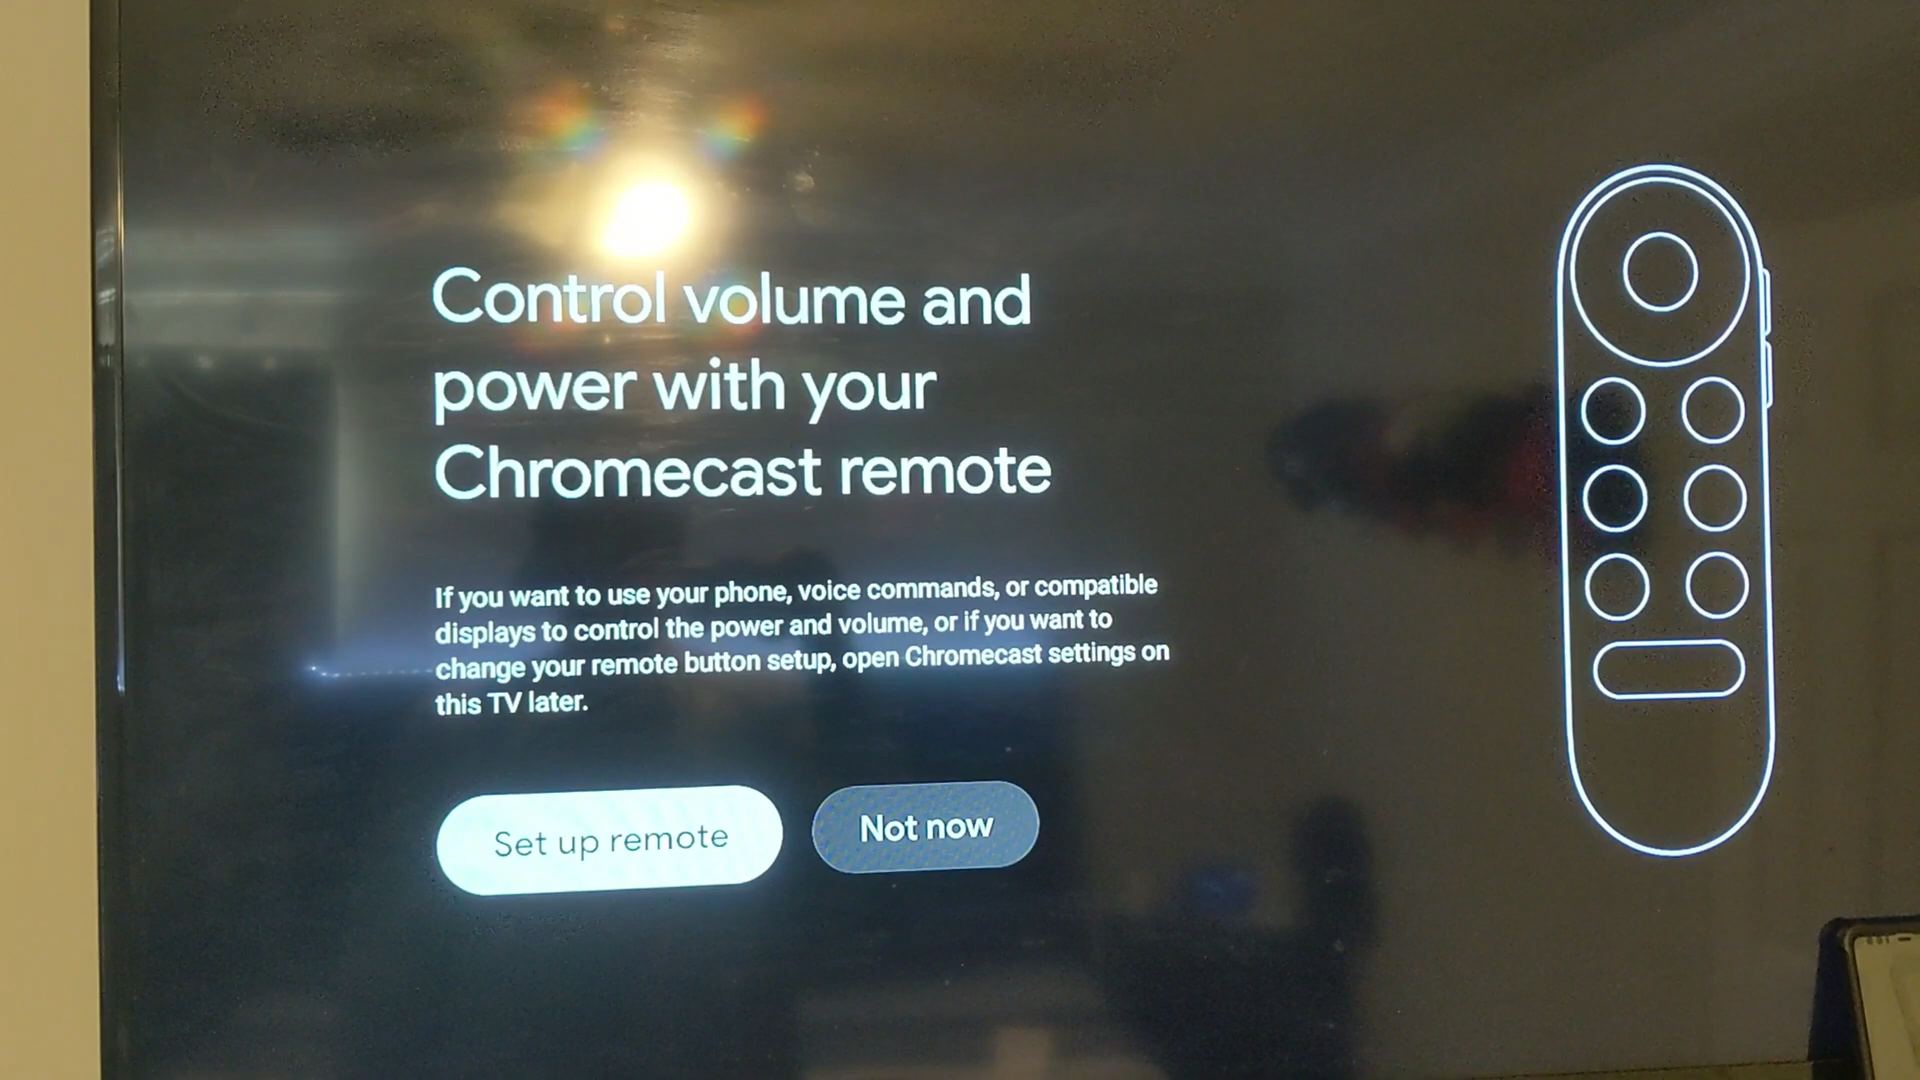 Control volume and
power with your
Chromecast remote
If you want to use your phone, voice commands, or compatible
displays to control the power and volume, or if you want to
change your remote button setup, open Chromecast settings on
this TV later.
Set up remote
Not now